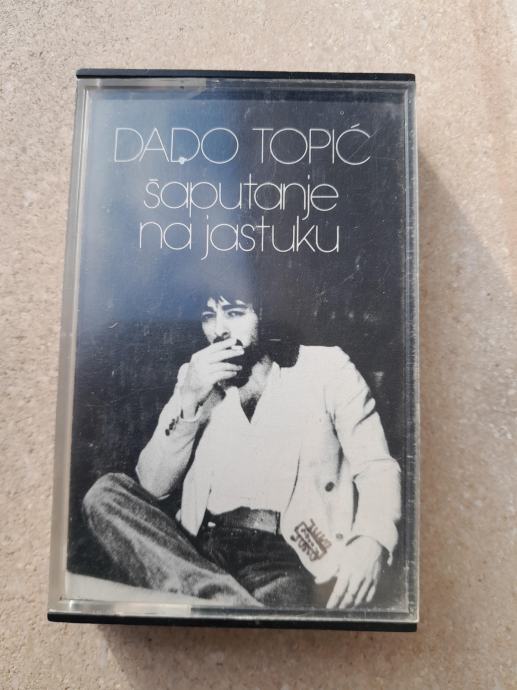 DADO TOPIĆ
šaputanje
na jastuku